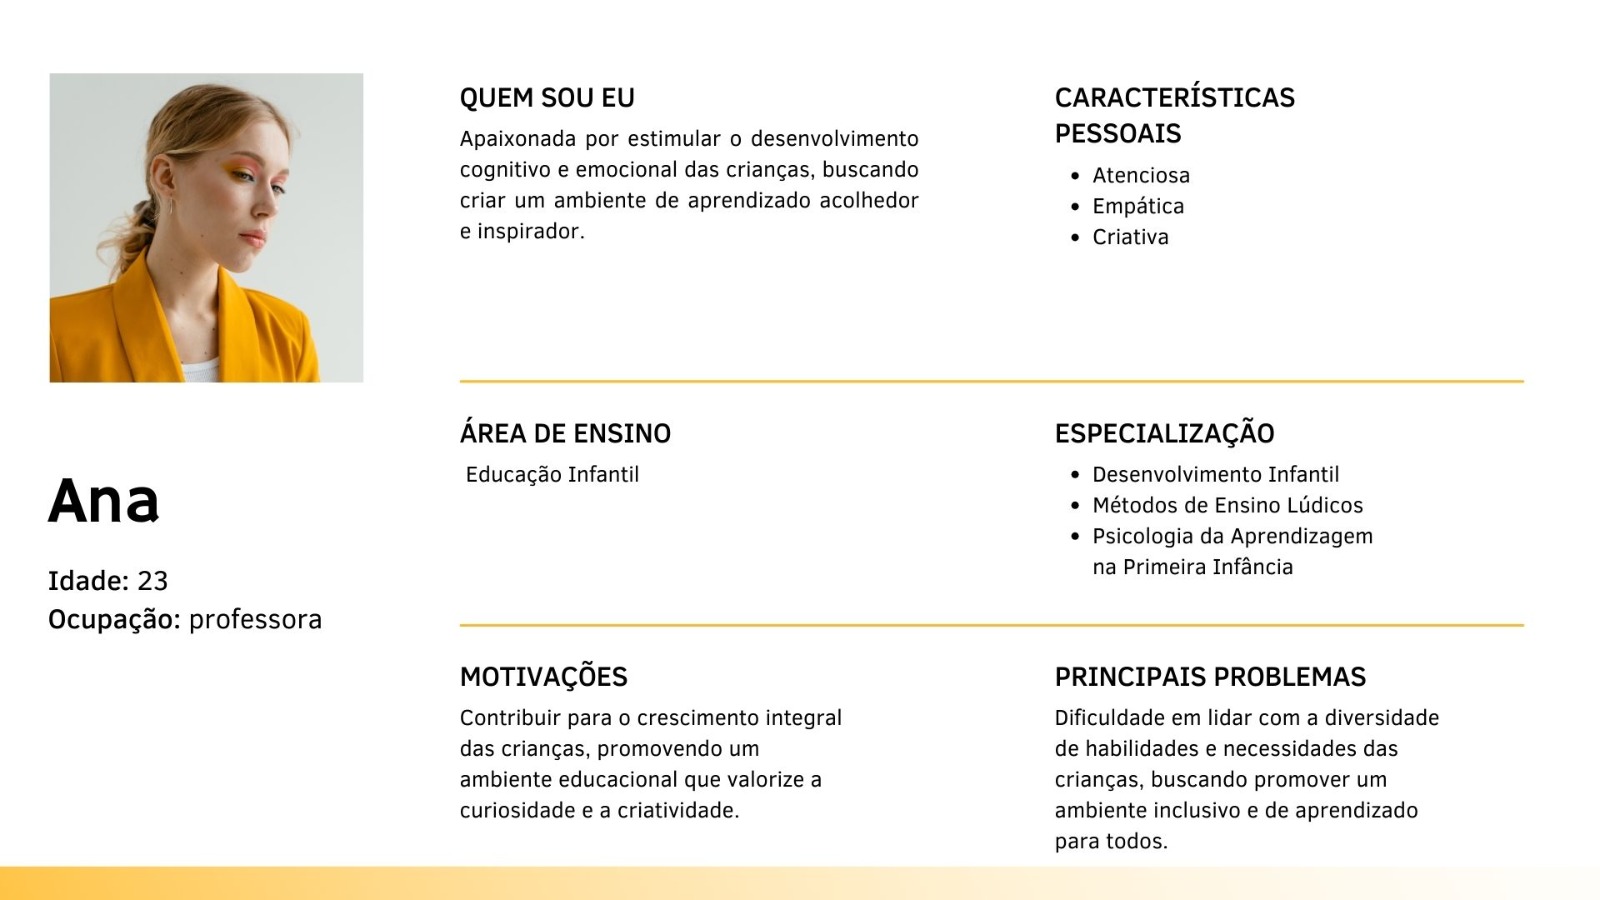 QUEM SOU EU
Apaixonada por estimular o desenvolvimento
cognitivo e emocional das crianças, buscando
criar um ambiente de aprendizado acolhedor
e inspirador.
CARACTERÍSTICAS
PESSOAIS
• Atenciosa
• Empática
• Criativa
Ana
Idade: 23
Ocupação: professora
ÁREA DE ENSINO
Educação Infantil
ESPECIALIZAÇÃO
• Desenvolvimento Infantil
• Métodos de Ensino Lúdicos
• Psicologia da Aprendizagem
na Primeira Infância
MOTIVAÇÕES
Contribuir para o crescimento integral
das crianças, promovendo um
ambiente educacional que valorize a
curiosidade e a criatividade.
PRINCIPAIS PROBLEMAS
Dificuldade em lidar com a diversidade
de habilidades e necessidades das
crianças, buscando promover um
ambiente inclusivo e de aprendizado
para todos.